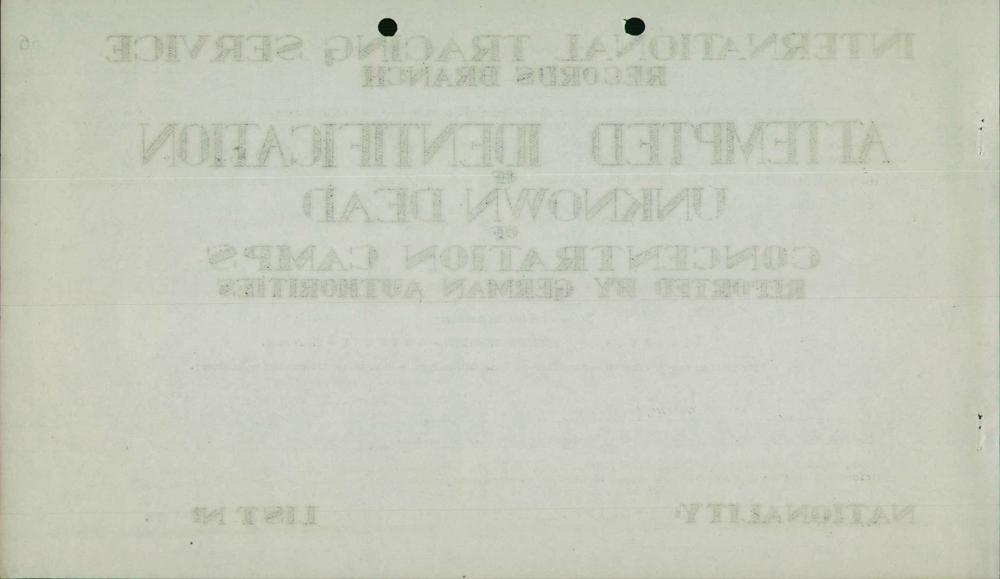 INTERNATIONAL TRACING SERVICE
RECORDS BRANCH
ATTEMPTED IDENTIFICATION
OF
UNKNOWN DEAD
OF
CONCENTRATION CAMPS
REPORTED BY GERMAN AUTHORITIES
NATIONALITY LIST Nº